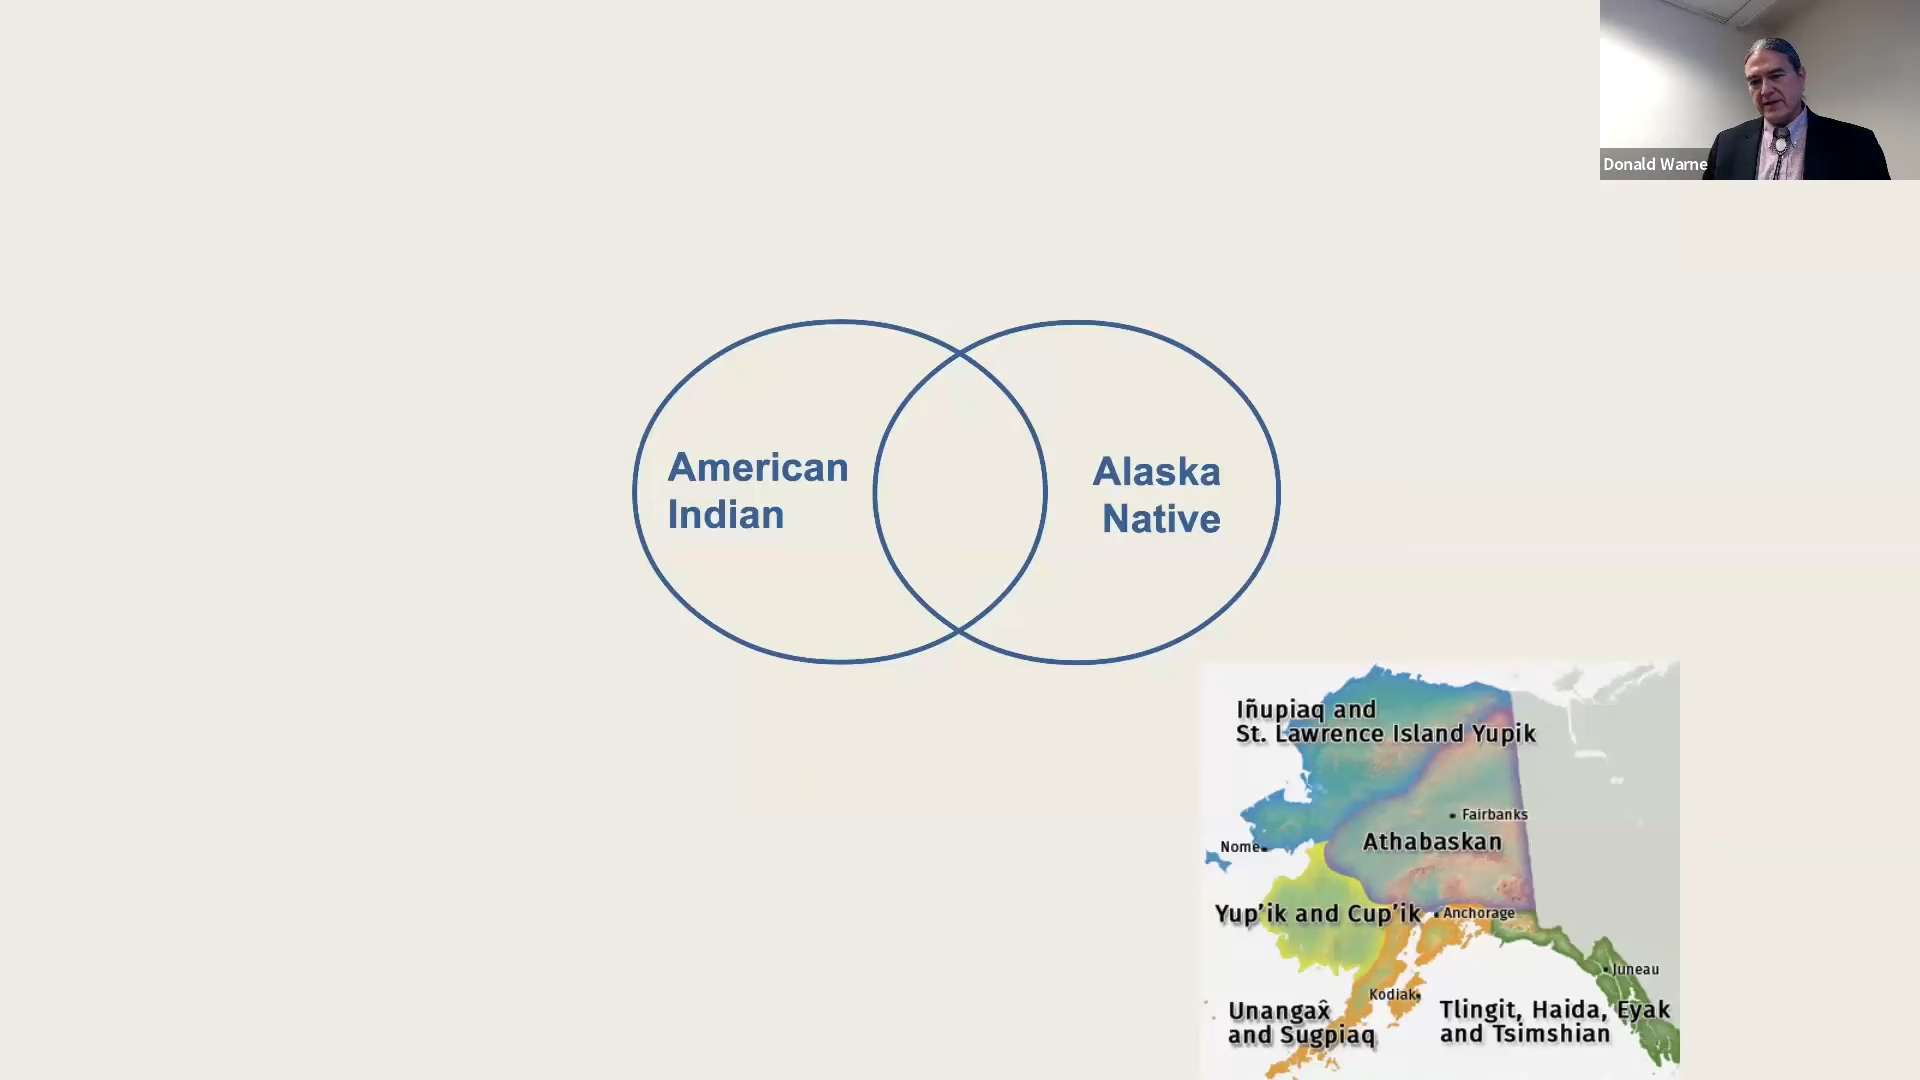 Donald Warne
American
Indian
Alaska
Native
Iñupiaq and
St. Lawrence Island Yupik
Fairbanks
Athabaskan
Nome
Yup’ik and Cup’ik
Anchorage
Juneau
Kodiak
Unangax̂
and Sugpiaq
Tlingit, Haida, Eyak
and Tsimshian